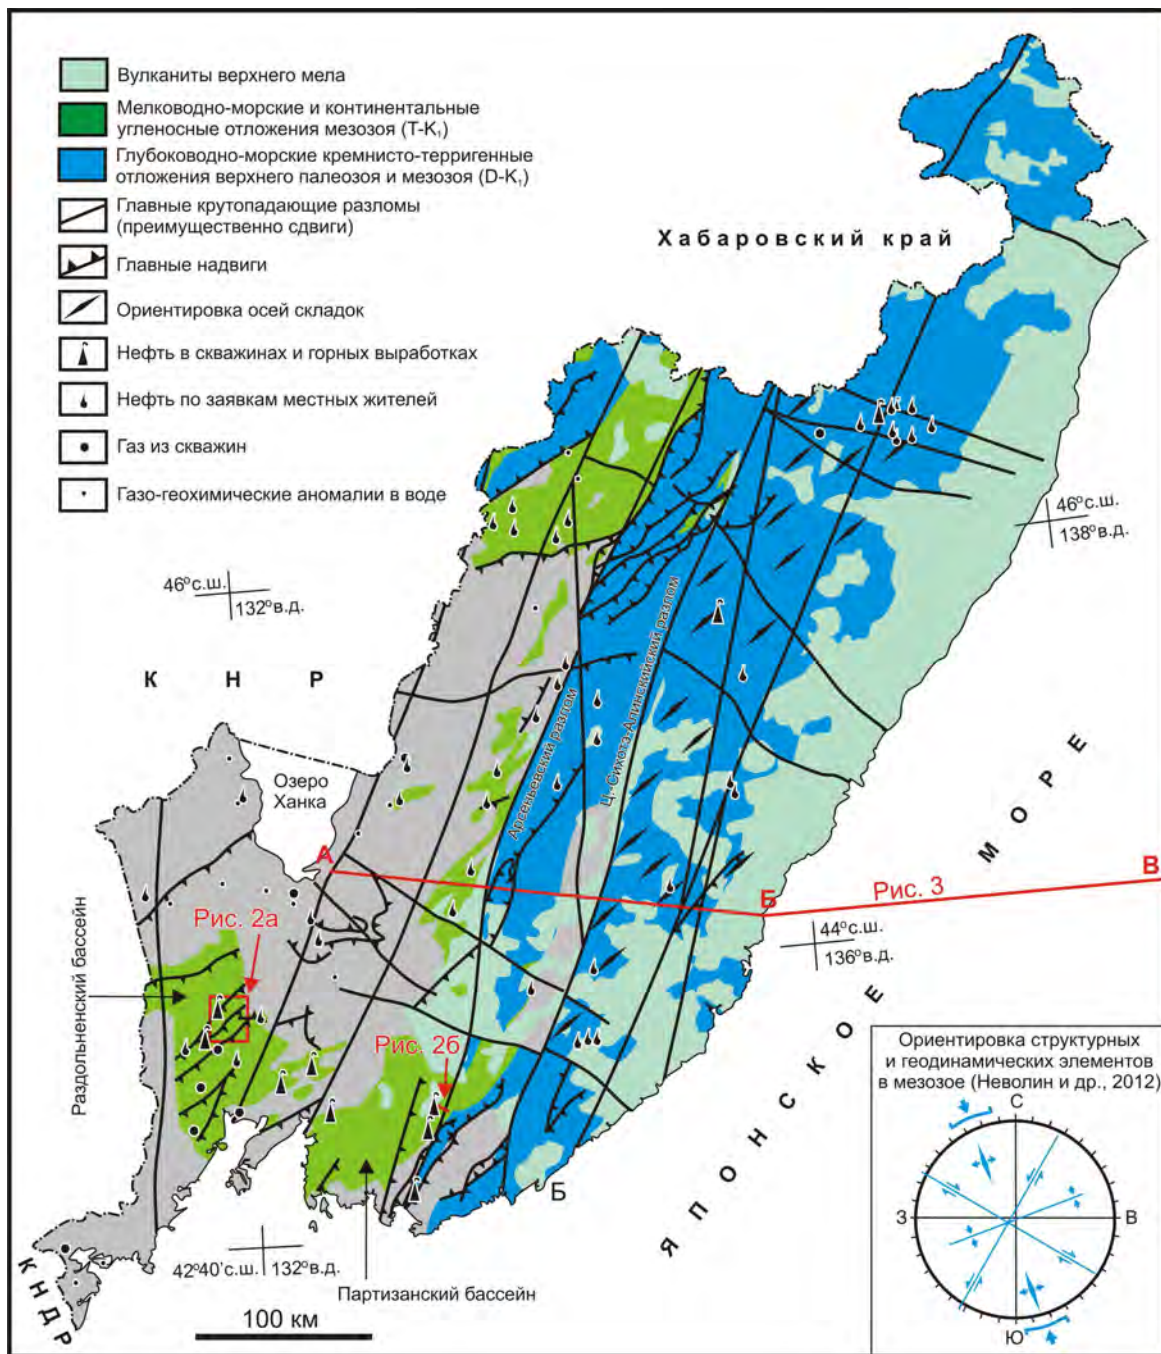 Вулканиты верхнего мела
Мелководно-морские и континентальные
угленосные отложения мезозоя (T-K₁)
Глубоководно-морские кремнисто-терригенные
отложения верхнего палеозоя и мезозоя (D-K₁)
Главные крутопадающие разломы
(преимущественно сдвиги)
Главные надвиги
Ориентировка осей складок
Нефть в скважинах и горных выработках
Нефть по заявкам местных жителей
Газ из скважин
Газо-геохимические аномалии в воде
Хабаровский край
46°с.ш.
138°в.д.
46°с.ш.
132°в.д.
КНР
Озеро
Ханка
Арсеньевский разлом
Ц.-Сихотэ-Алинский разлом
А
Б
В
Рис. 3
ЯПОНСКОЕ МОРЕ
44°с.ш.
136°в.д.
Рис. 2а
Раздольненский бассейн
Рис. 2б
Б
42°40'с.ш.
132°в.д.
Партизанский бассейн
КНДР
100 км
Ориентировка структурных
и геодинамических элементов
в мезозое (Неволин и др., 2012)
С
З
В
Ю